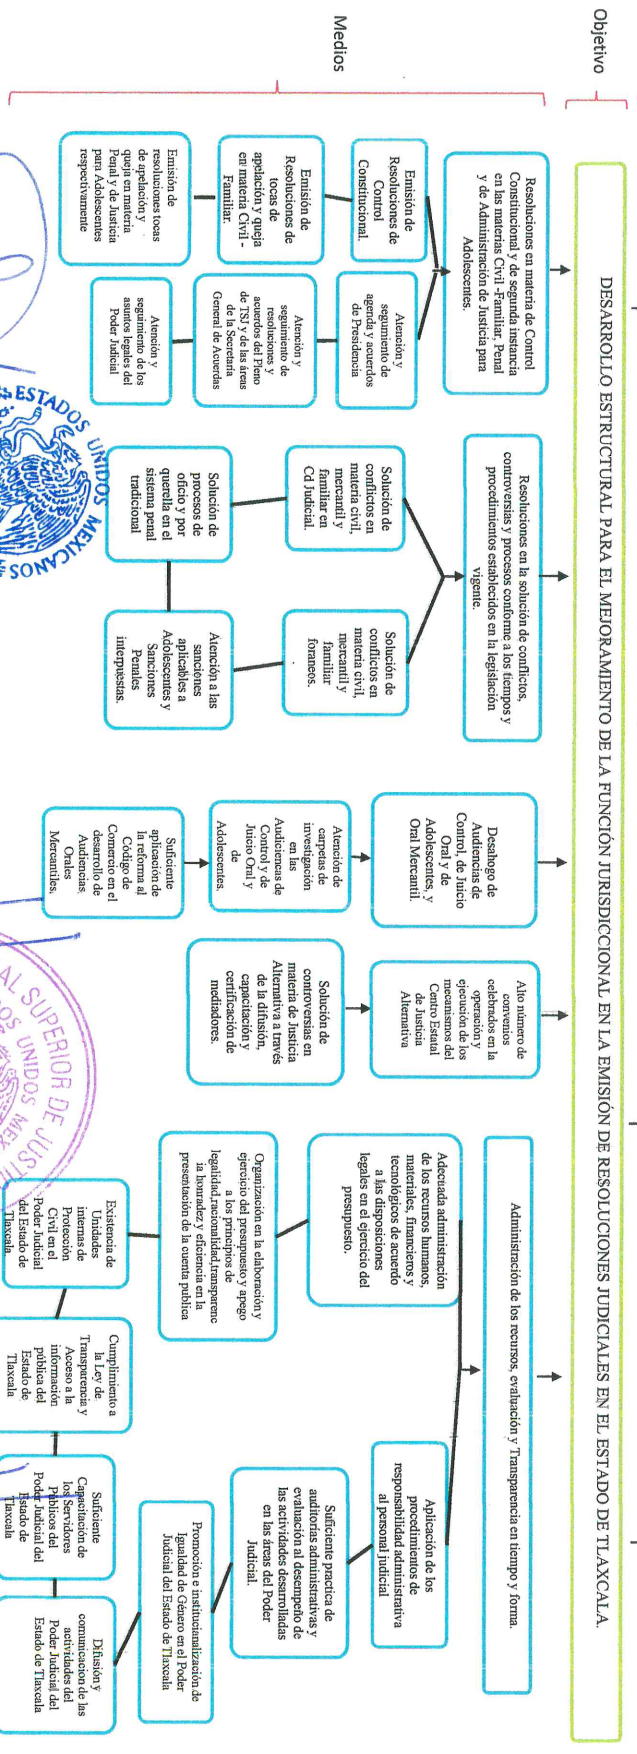 Objetivo
DESARROLLO ESTRUCTURAL PARA EL MEJORAMIENTO DE LA FUNCIÓN JURISDICCIONAL EN LA EMISIÓN DE RESOLUCIONES JUDICIALES EN EL ESTADO DE TLAXCALA.
Medios
Resoluciones en materia de Control
Constitucional y de segunda instancia
en las materias Civil -Familiar, Penal
y de Administración de Justicia para
Adolescentes.
Emisión de
Resoluciones de
Control
Constitucional.
Emisión de
Resoluciones de
tocas de
apelación y queja
en materia Civil -
Familiar.
Emisión de
resoluciones tocas
de apelación y
queja en materia
Penal y de Justicia
para Adolescentes
respectivamente
Atención y
seguimiento de
agenda y acuerdos
de Presidencia
Atención y
seguimiento de
resoluciones y
acuerdos del Pleno
de TSJ y de las áreas
de la Secretaria
General de Acuerdas
Atención y
seguimiento de los
asuntos legales del
Poder Judicial
Resoluciones en la solución de conflictos,
controversias y procesos conforme a los tiempos y
procedimientos establecidos en la legislación
vigente.
Solución de
conflictos en
materia civil,
mercantil y
familiar en
Cd Judicial.
Solución de
procesos de
oficio y por
querella en el
sistema penal
tradicional
Solución de
conflictos en
materia civil,
mercantil y
familiar
foraneos.
Atención a las
sanciones
aplicables a
Adolescentes y
Sanciones
Penales
interpuestas.
Desahogo de
Audiencias de
Control, de Juicio
Oral y de
Adolescentes, y
Oral Mercantil.
Atención de
carpetas de
investigación
en las
Audiciencas de
Control y de
Juicio Oral y
de
Adolescentes.
Suficiente
aplicación de
la reforma al
Código de
Comercio en el
desarrollo de
Audiencias
Orales
Mercantiles.
Alto número de
convenios
celebrados en la
operación y
ejecución de los
mecanismos del
Centro Estatal
de Justicia
Alternativa
Solución de
controversias en
materia de Justicia
Alternativa a través
de la difusión,
capacitación y
certificación de
mediadores.
Administración de los recursos, evaluación y Transparencia en tiempo y forma.
Adecuada administración
de los recursos humanos,
materiales, financieros y
tecnológicos de acuerdo
a las disposiciones
legales en el ejercicio del
presupuesto.
Organización en la elaboración y
ejercicio del presupuesto y apego
a los principios de
legalidad,racionalidad,transparenc
ia honradez y eficiencia en la
presentación de la cuenta publica
Existencia de
Unidades
internas de
Protección
Civil en el
Poder Judicial
del Estado de
Tlaxcala
Cumplimiento a
la Ley de
Transparencia y
Acceso a la
información
pública del
Estado de
Tlaxcala
Suficiente
Capacitación de
los Servidores
Públicos del
Poder Judicial del
Estado de
Tlaxcala
Aplicación de los
procedimientos de
responsabilidad administrativa
al personal judicial
Suficiente practica de
auditorías administrativas y
evaluación al desempeño de
las actividades desarrolladas
en las áreas del Poder
Judicial.
Promoción e institucionalización de
Igualdad de Género en el Poder
Judicial del Estado de Tlaxcala
Difusión y
comunicacion de las
actividades del
Poder Judicial del
Estado de Tlaxcala
ESTADOS UNIDOS MEXICANOS
AL SUPERIOR DE JUSTI
DOS UNIDOS MEX